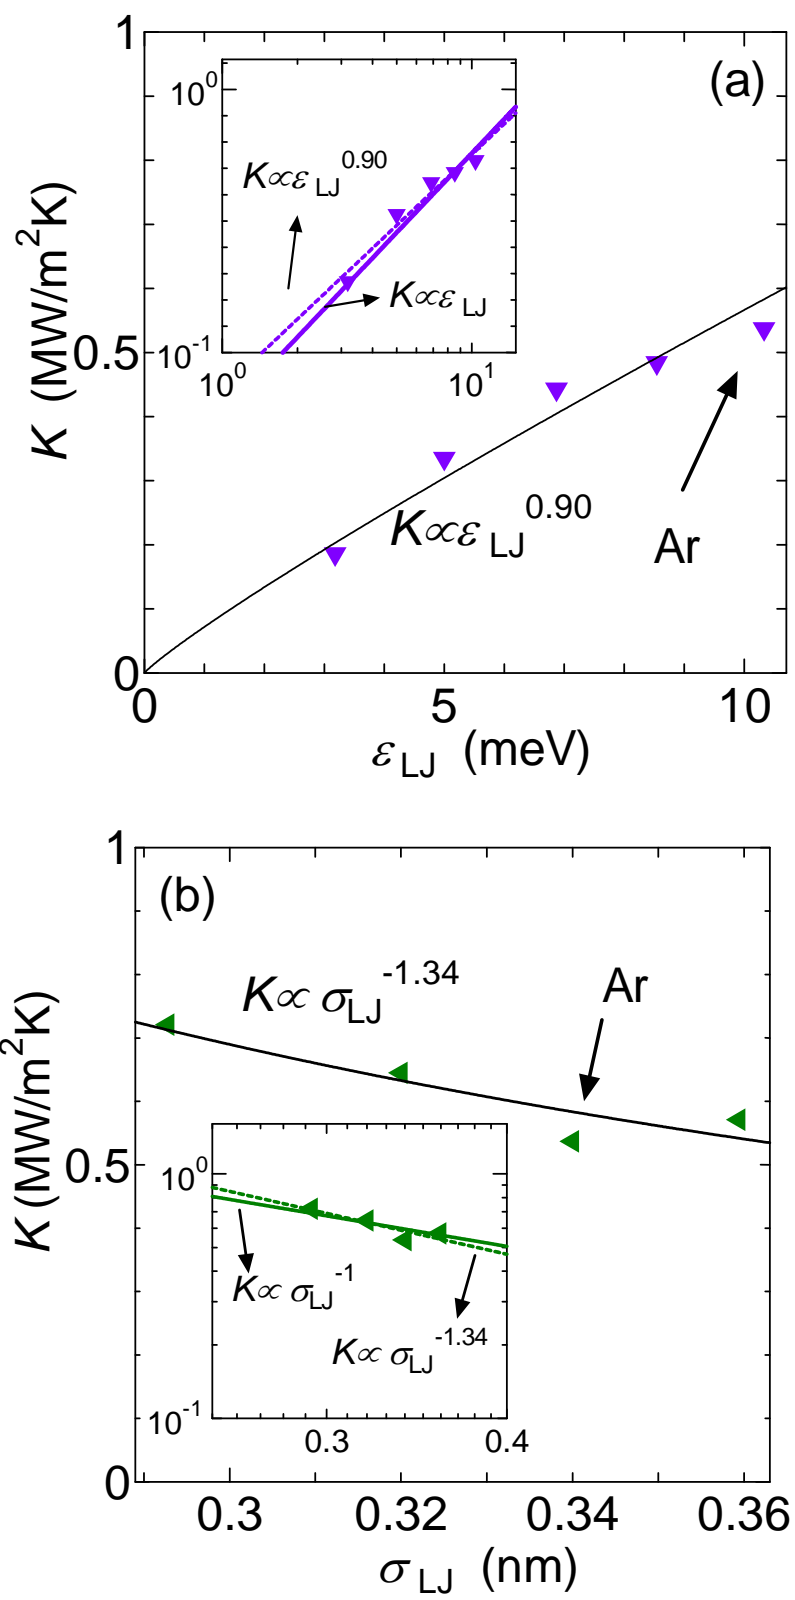 1
(a)
10^0
K∝ε_LJ^0.90
K∝ε_LJ
10^-1
10^0
10^1
K (MW/m^2K)
0.5
K∝ε_LJ^0.90
Ar
0
0
5
10
ε_LJ (meV)
1
(b)
K∝ σ_LJ^-1.34
Ar
K (MW/m^2K)
0.5
10^0
K∝ σ_LJ^-1
K∝ σ_LJ^-1.34
10^-1
0.3
0.4
0
0.3
0.32
0.34
0.36
σ_LJ (nm)